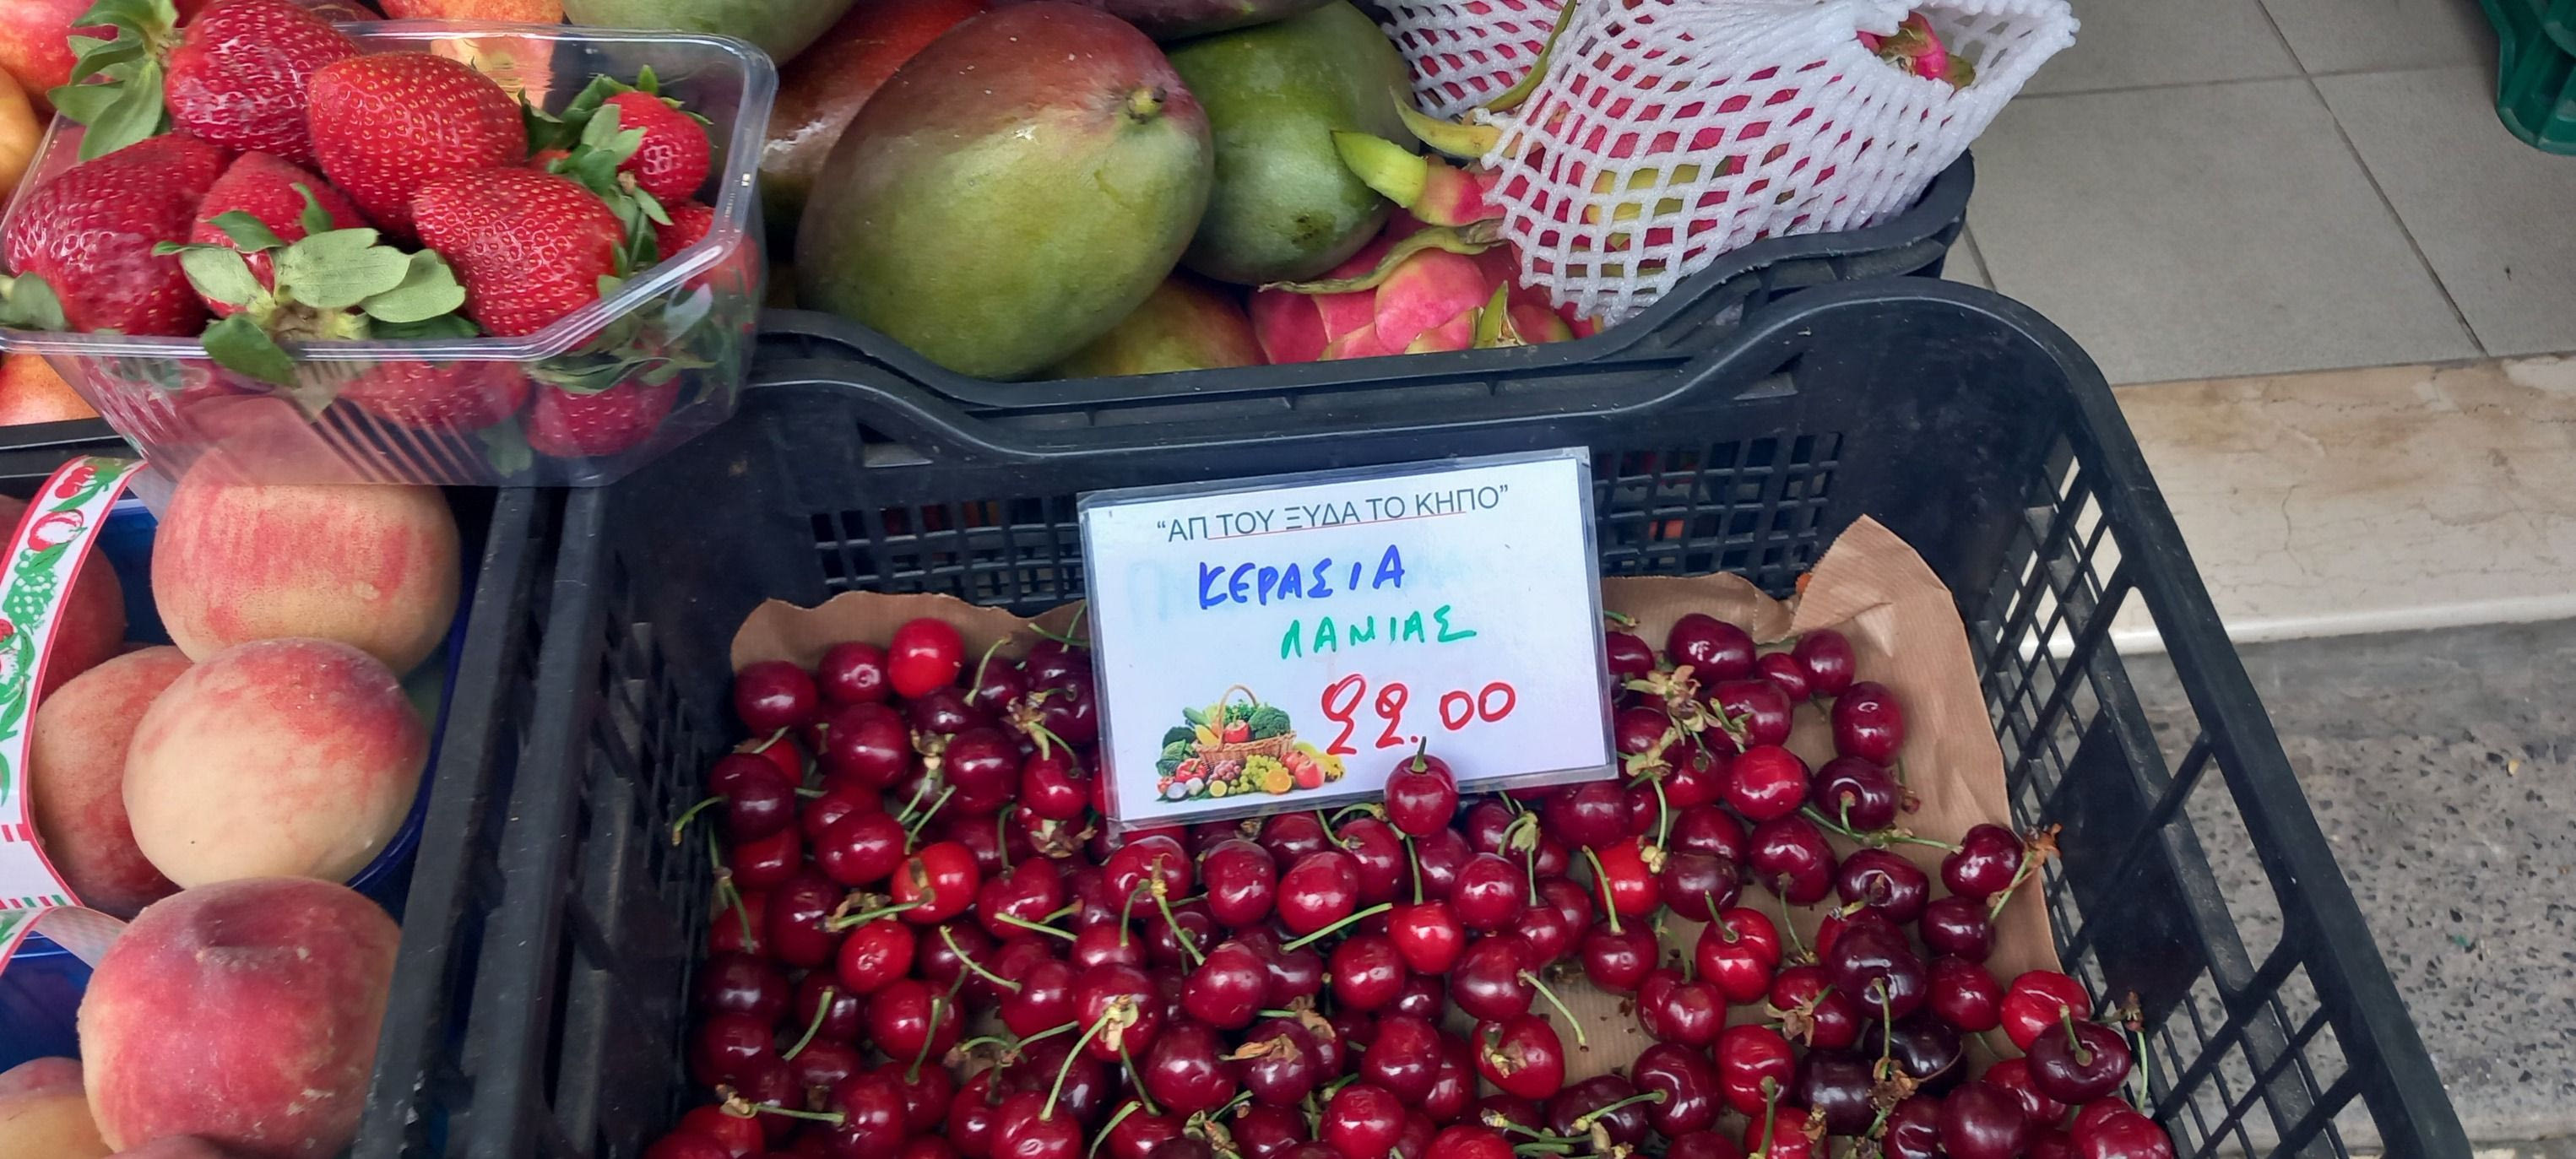 “ΑΠ ΤΟΥ ΞΥΔΑ ΤΟ ΚΗΠΟ”
ΚΕΡΑΣΙΑ
ΛΑΝΙΑΣ
22.00